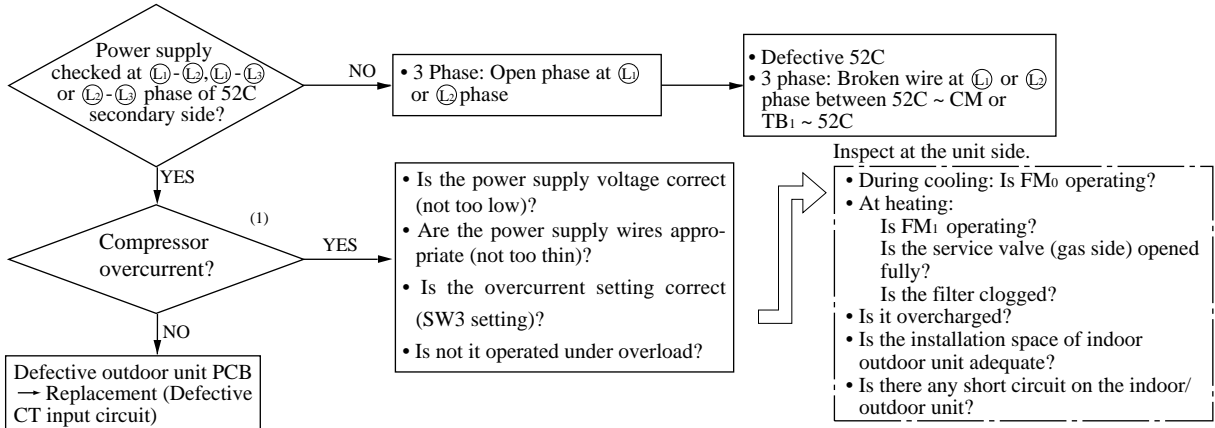 Power supply
checked at Ⓛ₁-Ⓛ₂,Ⓛ₁-Ⓛ₃
or Ⓛ₂-Ⓛ₃ phase of 52C
secondary side?
NO
• 3 Phase: Open phase at Ⓛ₁
or Ⓛ₂ phase
• Defective 52C
• 3 phase: Broken wire at Ⓛ₁ or Ⓛ₂
phase between 52C ~ CM or
TB₁ ~ 52C
YES
(1)
Compressor
overcurrent?
YES
• Is the power supply voltage correct
(not too low)?
• Are the power supply wires appro-
priate (not too thin)?
• Is the overcurrent setting correct
(SW3 setting)?
• Is not it operated under overload?
Inspect at the unit side.
• During cooling: Is FM₀ operating?
• At heating:
Is FM₁ operating?
Is the service valve (gas side) opened
fully?
Is the filter clogged?
• Is it overcharged?
• Is the installation space of indoor
outdoor unit adequate?
• Is there any short circuit on the indoor/
outdoor unit?
NO
Defective outdoor unit PCB
→ Replacement (Defective
CT input circuit)